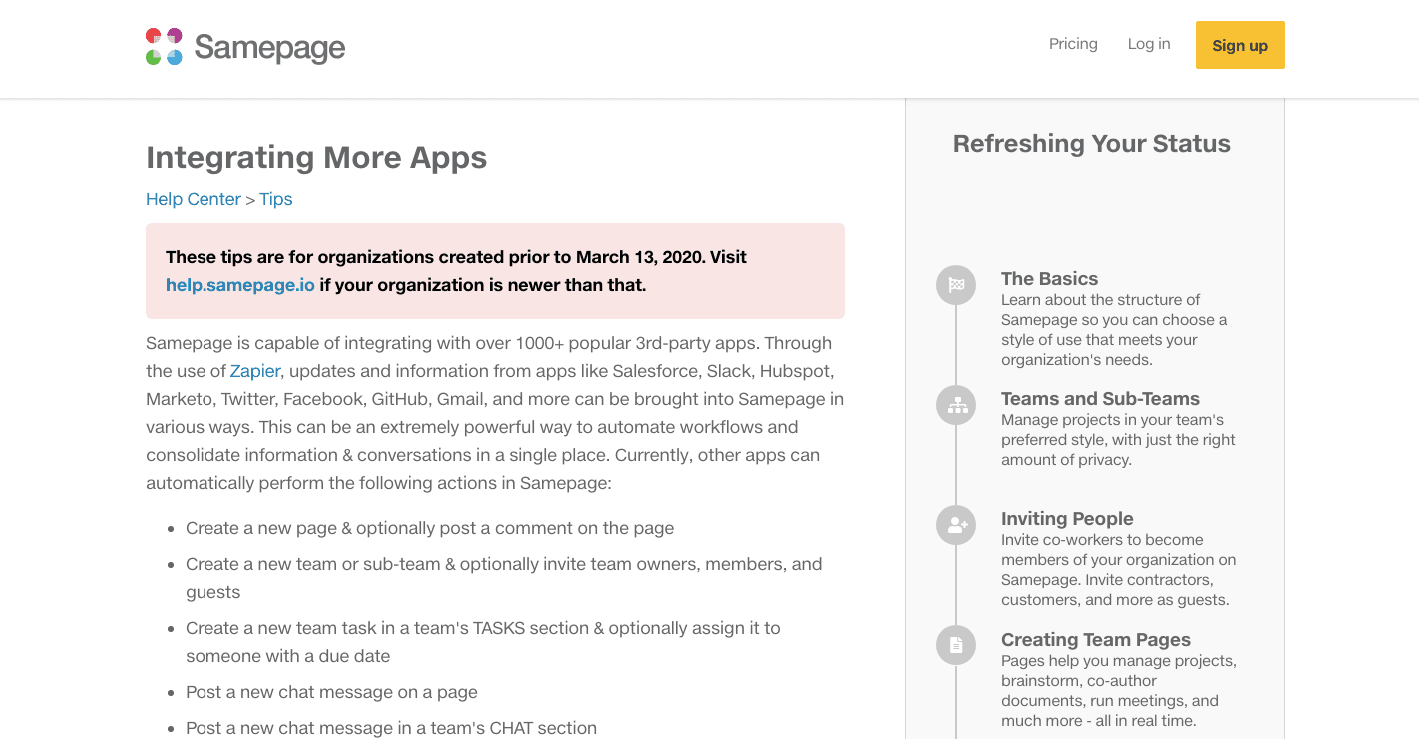 Samepage
Pricing
Log in
Sign up
Integrating More Apps
Help Center > Tips
These tips are for organizations created prior to March 13, 2020. Visit
help.samepage.io if your organization is newer than that.
Samepage is capable of integrating with over 1000+ popular 3rd-party apps. Through
the use of Zapier, updates and information from apps like Salesforce, Slack, Hubspot,
Marketo, Twitter, Facebook, GitHub, Gmail, and more can be brought into Samepage in
various ways. This can be an extremely powerful way to automate workflows and
consolidate information & conversations in a single place. Currently, other apps can
automatically perform the following actions in Samepage:
• Create a new page & optionally post a comment on the page
• Create a new team or sub-team & optionally invite team owners, members, and
guests
• Create a new team task in a team's TASKS section & optionally assign it to
someone with a due date
• Post a new chat message on a page
• Post a new chat message in a team's CHAT section
Refreshing Your Status
The Basics
Learn about the structure of
Samepage so you can choose a
style of use that meets your
organization's needs.
Teams and Sub-Teams
Manage projects in your team's
preferred style, with just the right
amount of privacy.
Inviting People
Invite co-workers to become
members of your organization on
Samepage. Invite contractors,
customers, and more as guests.
Creating Team Pages
Pages help you manage projects,
brainstorm, co-author
documents, run meetings, and
much more - all in real time.